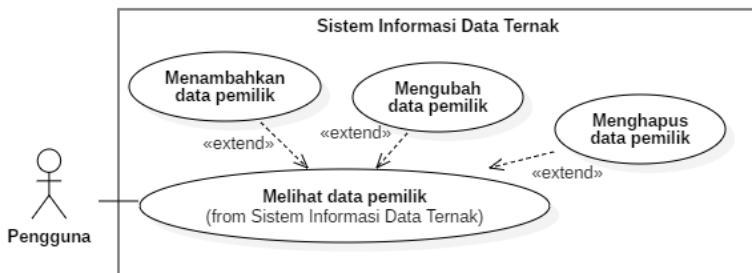 Sistem Informasi Data Ternak
Menambahkan
data pemilik
Mengubah
data pemilik
Menghapus
data pemilik
«extend»
«extend»
«extend»
Melihat data pemilik
(from Sistem Informasi Data Ternak)
Pengguna